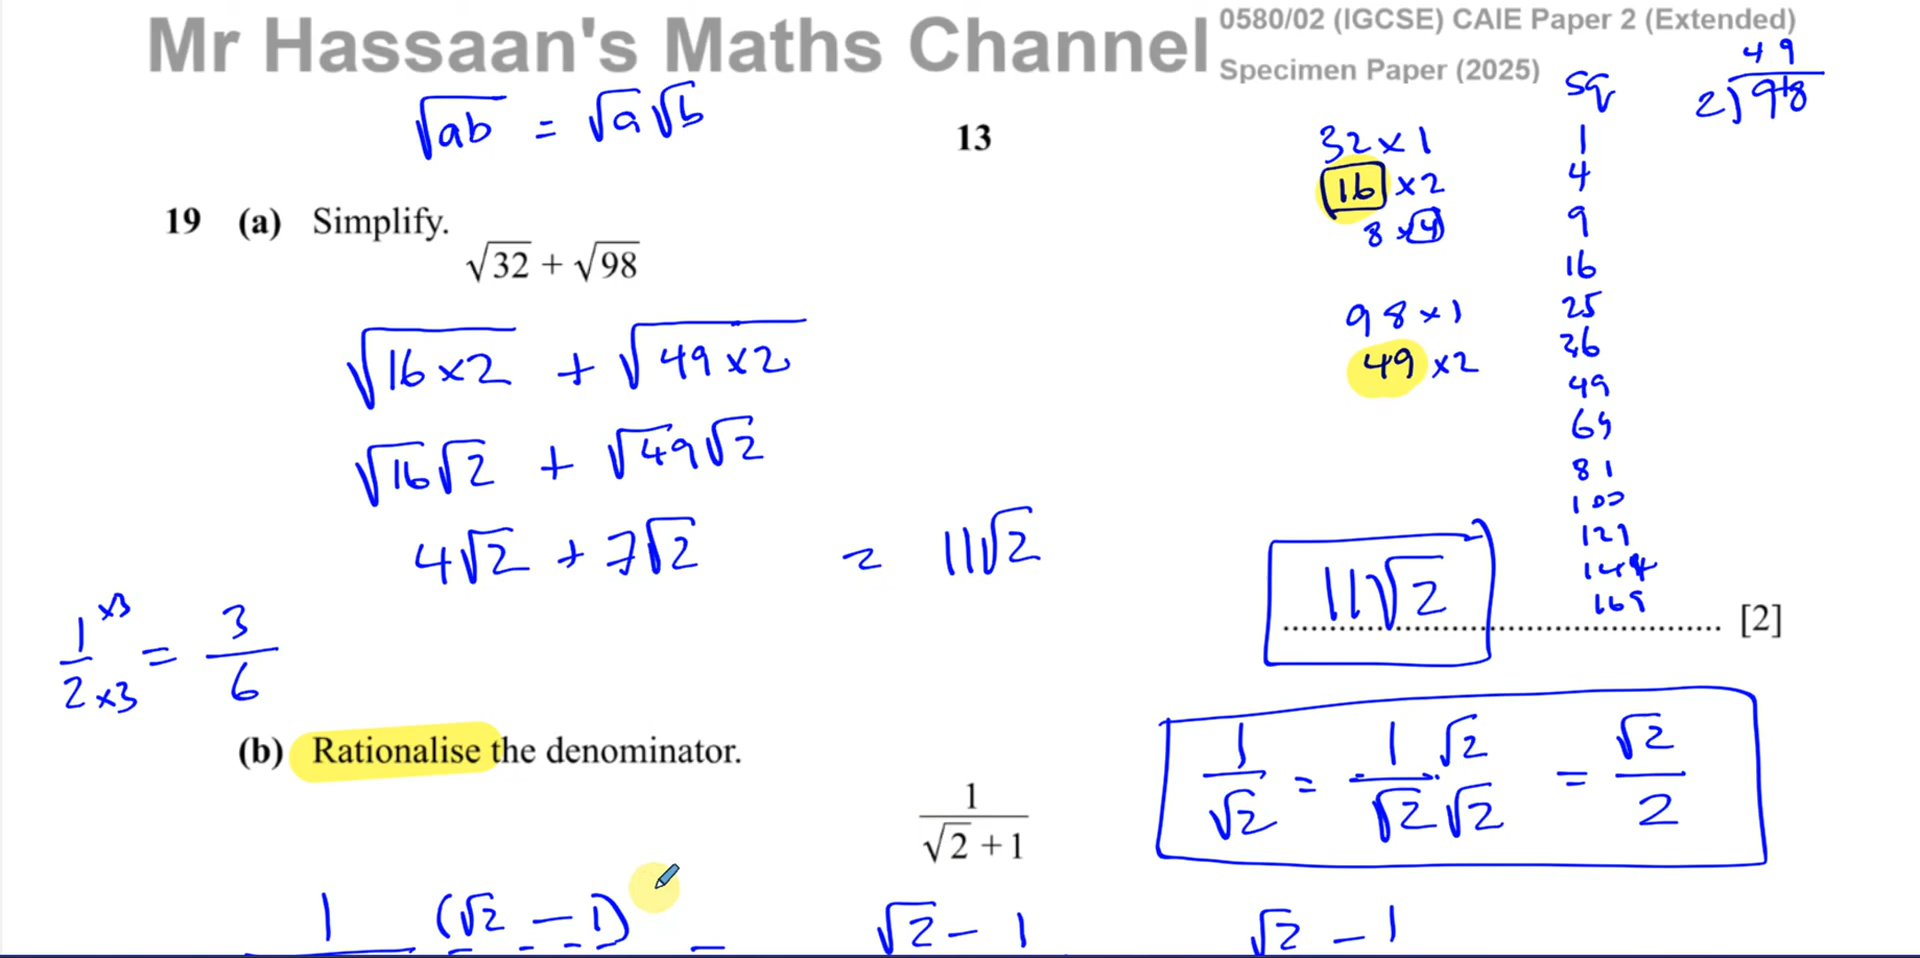 Mr Hassaan's Maths Channel
0580/02 (IGCSE) CAIE Paper 2 (Extended)
Specimen Paper (2025)
√ab = √a √b
13
32 x 1
16 x 2
8 x 4
98 x 1
49 x 2
sq
1
4
9
16
25
36
49
64
81
100
121
144
169
49
2)98
19 (a) Simplify.
√32 + √98
√16 x 2 + √49 x 2
√16 √2 + √49 √2
4√2 + 7√2 = 11√2
11√2 [2]
1 x3 / 2 x3 = 3/6
(b) Rationalise the denominator.
1/√2 = 1 √2 / √2 √2 = √2/2
1 / √2 + 1
1 (√2 − 1) √2 − 1 √2 − 1